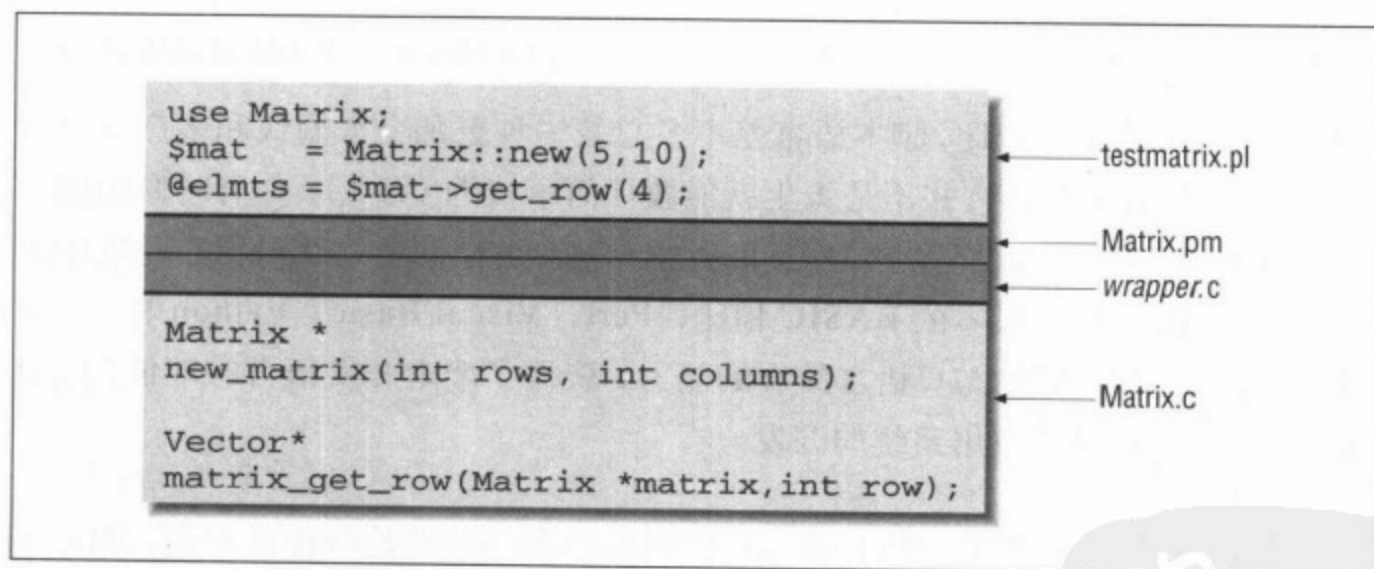 use Matrix;
$mat   = Matrix::new(5,10);
@elmts = $mat->get_row(4);
testmatrix.pl
Matrix.pm
wrapper.c
Matrix *
new_matrix(int rows, int columns);
Vector*
matrix_get_row(Matrix *matrix,int row);
Matrix.c